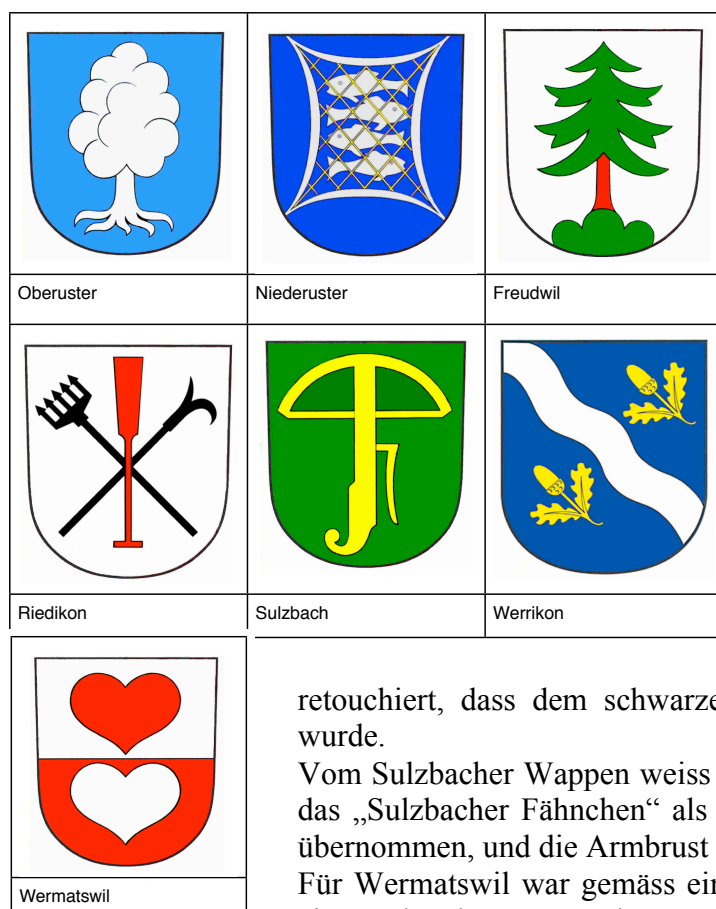 Oberuster
Niederuster
Freudwil
Riedikon
Sulzbach
Werrikon
Wermatswil
retouchiert, dass dem schwarze
wurde.
Vom Sulzbacher Wappen weiss
das „Sulzbacher Fähnchen“ als
übernommen, und die Armbrust
Für Wermatswil war gemäss ein